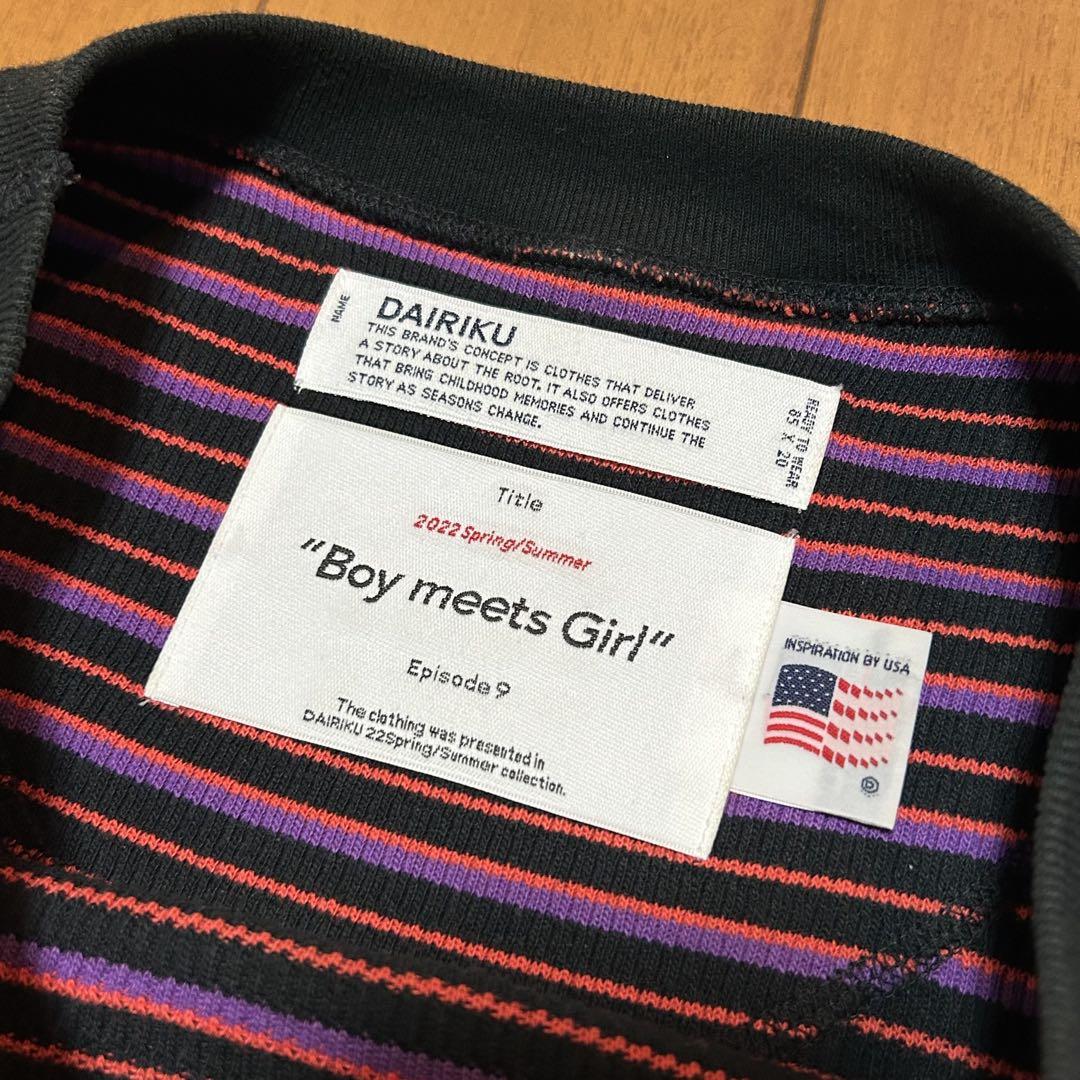 NAME
DAIRIKU
THIS BRAND'S CONCEPT IS CLOTHES THAT DELIVER
A STORY ABOUT THE ROOT. IT ALSO OFFERS CLOTHES
THAT BRING CHILDHOOD MEMORIES AND CONTINUE THE
STORY AS SEASONS CHANGE.
READY TO WEAR
65 X 20
Title
2022 Spring/Summer
"Boy meets Girl"
Episode 9
The clothing was presented in
DAIRIKU 22Spring/Summer collection.
INSPIRATION BY USA